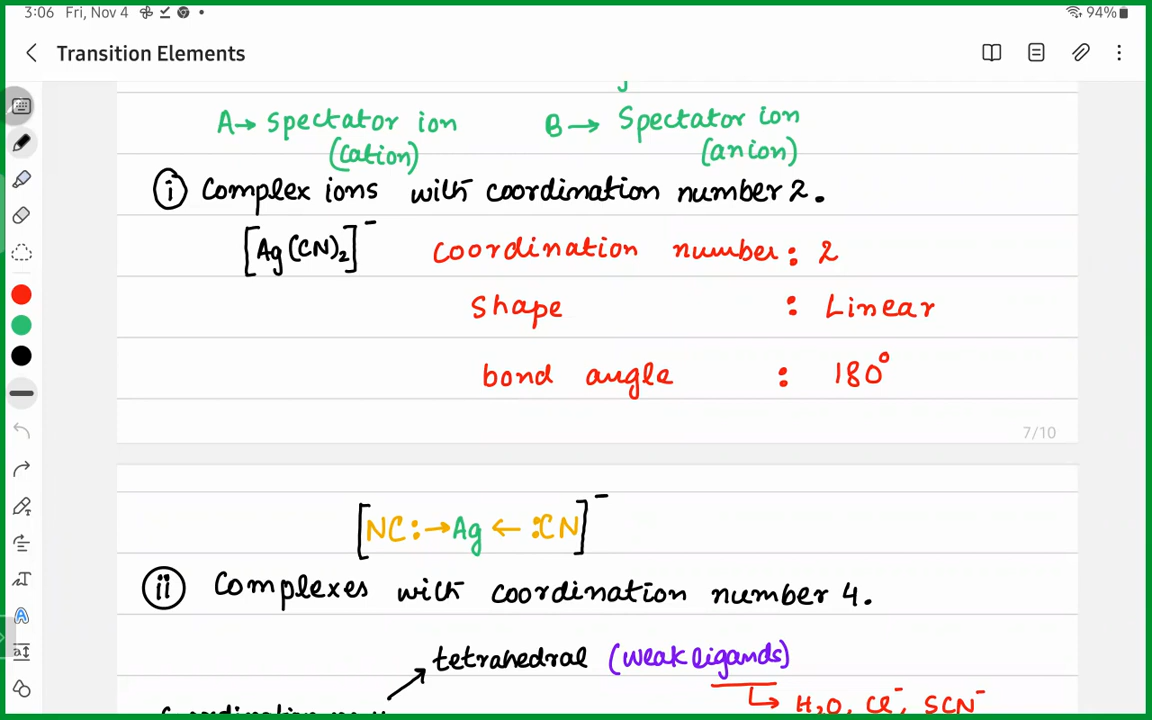 3:06 Fri, Nov 4
94%
Transition Elements
A→ Spectator ion
(cation)
B → Spectator ion
(anion)
(i) Complex ions with coordination number 2.
[Ag(CN)₂]⁻
Coordination number : 2
Shape : Linear
bond angle : 180°
7/10
[NC:→Ag ← :CN]⁻
(ii) Complexes with coordination number 4.
tetrahedral (weak ligands)
↳ H₂O, Cl⁻, SCN⁻